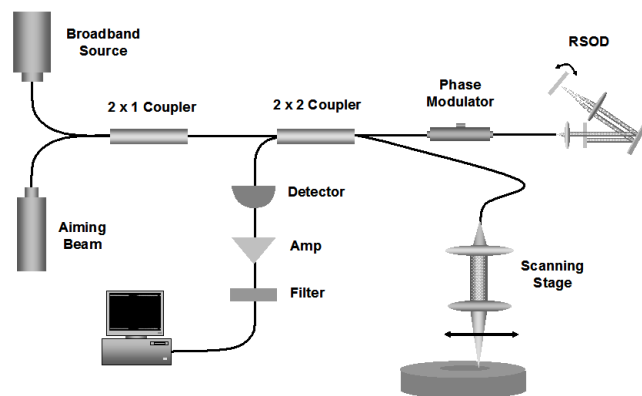 Broadband
Source
RSOD
2 x 1 Coupler
2 x 2 Coupler
Phase
Modulator
Detector
Aiming
Beam
Amp
Filter
Scanning
Stage